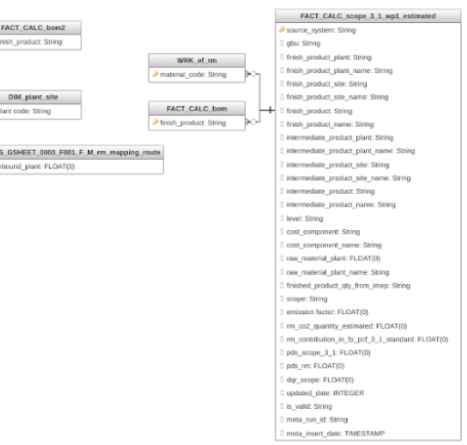 FACT_CALC_bom2
finish_product: String
DIM_plant_site
plant code: String
S_GSHEET_0000_F001_F_M_rm_mapping_route
nbound_plant: FLOAT(0)
WRK_ef_rm
material_code: String
FACT_CALC_bom
finish_product: String
FACT_CALC_scope_3_1_wp1_estimated
source_system: String
gbu: String
finish_product_plant: String
finish_product_plant_name: String
finish_product_site: String
finish_product_site_name: String
finish_product: String
finish_product_name: String
intermediate_product_plant: String
intermediate_product_plant_name: String
intermediate_product_site: String
intermediate_product_site_name: String
intermediate_product: String
intermediate_product_name: String
level: String
cost_component: String
cost_component_name: String
raw_material_plant: FLOAT(0)
raw_material_plant_name: String
finished_product_qty_from_imep: String
scope: String
emission factor: FLOAT(0)
rm_co2_quantity_estimated: FLOAT(0)
rm_contribution_in_fp_pcf_3_1_standard: FLOAT(0)
pds_scope_3_1: FLOAT(0)
pds_rm: FLOAT(0)
dqr_scope: FLOAT(0)
updated_date: INTEGER
is_valid: String
meta_run_id: String
meta_insert_date: TIMESTAMP